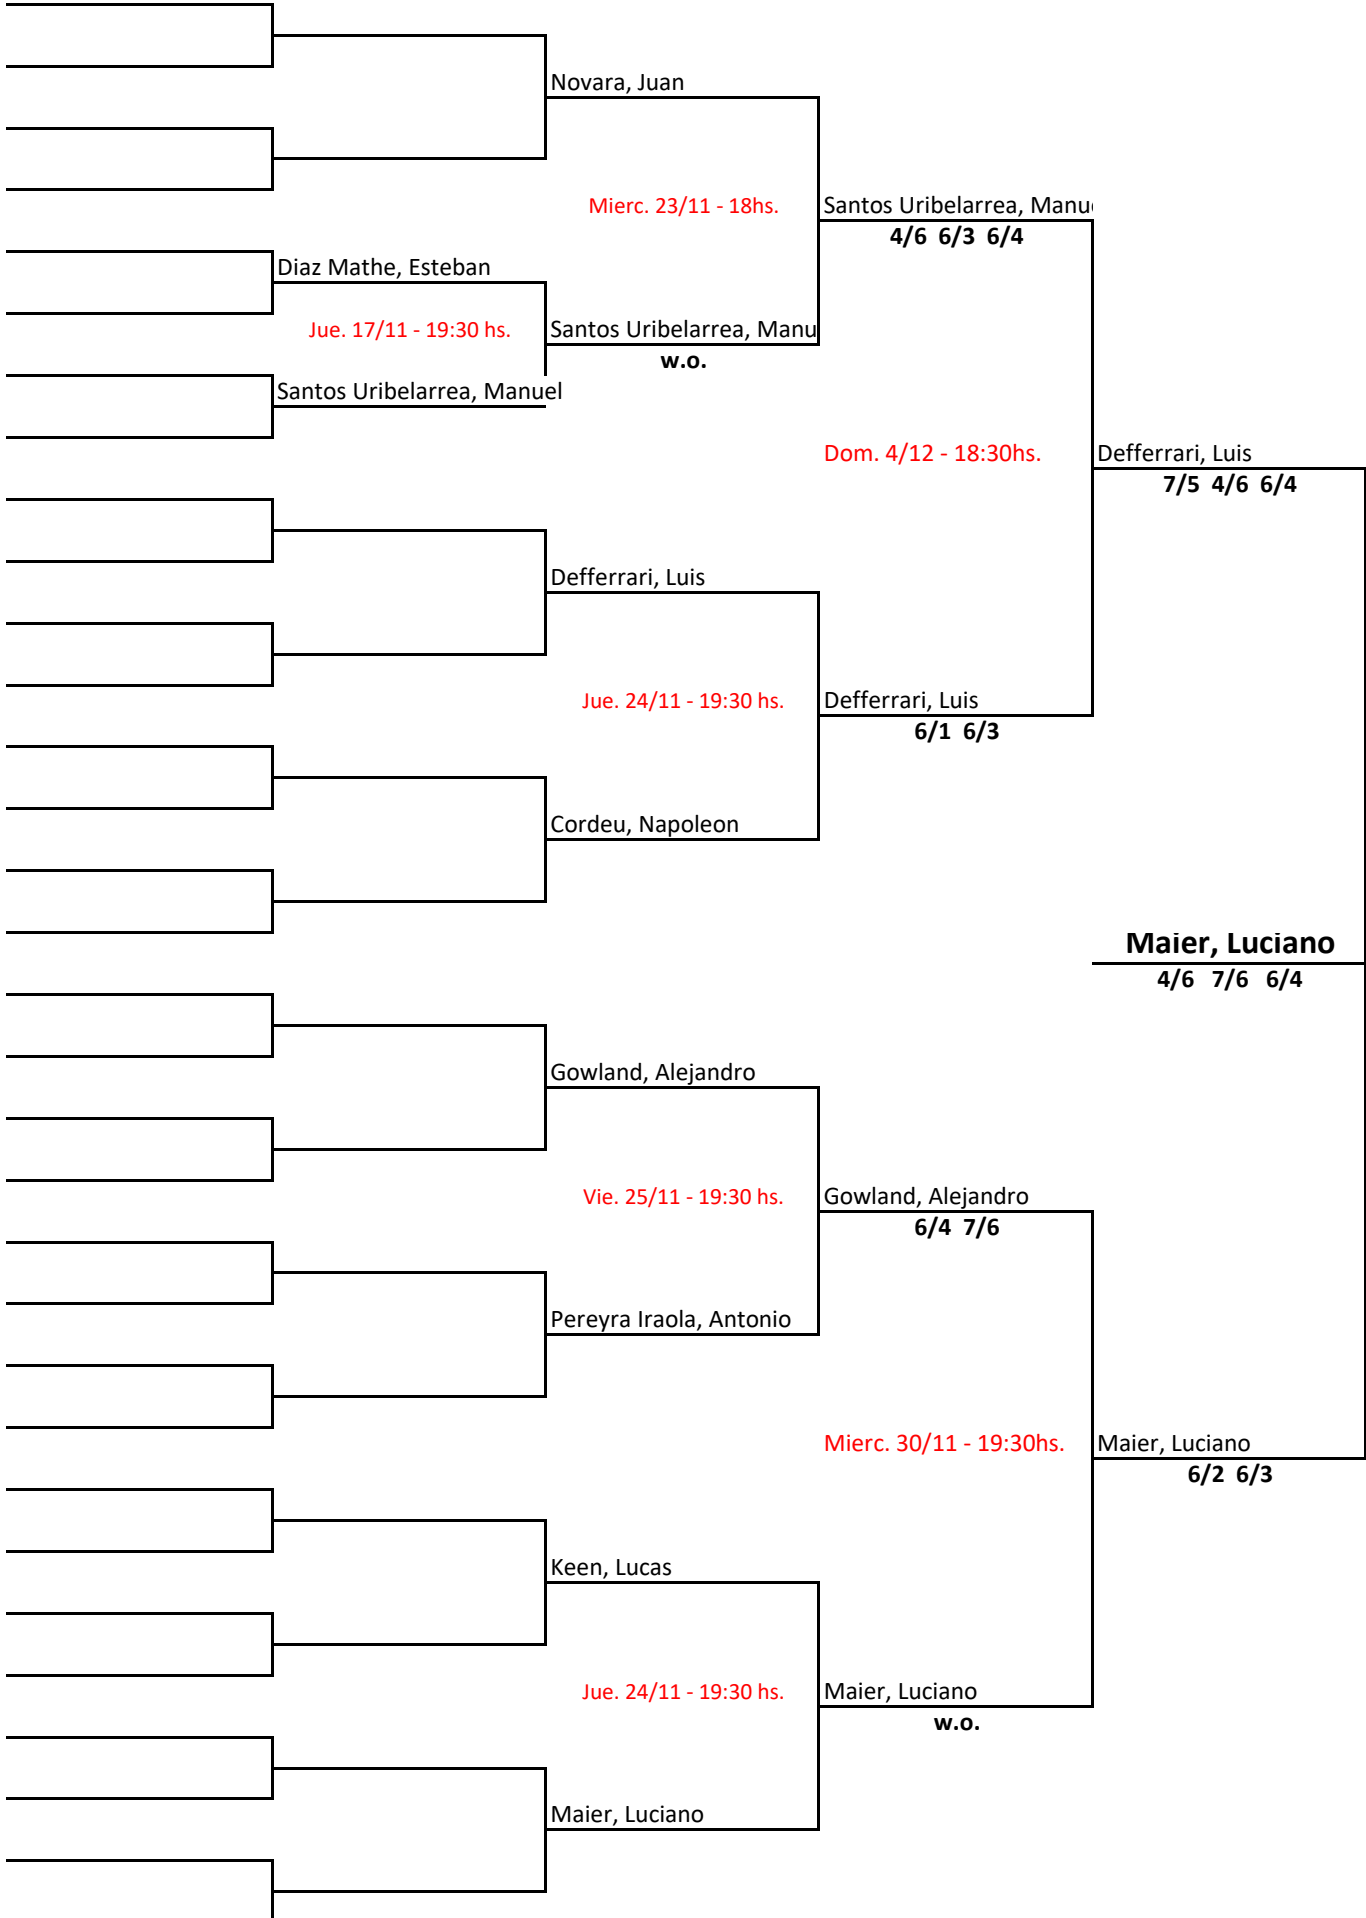 Novara, Juan
Mierc. 23/11 - 18hs.
Santos Uribelarrea, Manu
4/6 6/3 6/4
Diaz Mathe, Esteban
Jue. 17/11 - 19:30 hs.
Santos Uribelarrea, Manu
w.o.
Santos Uribelarrea, Manuel
Dom. 4/12 - 18:30hs.
Defferrari, Luis
7/5 4/6 6/4
Defferrari, Luis
Jue. 24/11 - 19:30 hs.
Defferrari, Luis
6/1 6/3
Cordeu, Napoleon
Maier, Luciano
4/6 7/6 6/4
Gowland, Alejandro
Vie. 25/11 - 19:30 hs.
Gowland, Alejandro
6/4 7/6
Pereyra Iraola, Antonio
Mierc. 30/11 - 19:30hs.
Maier, Luciano
6/2 6/3
Keen, Lucas
Jue. 24/11 - 19:30 hs.
Maier, Luciano
w.o.
Maier, Luciano